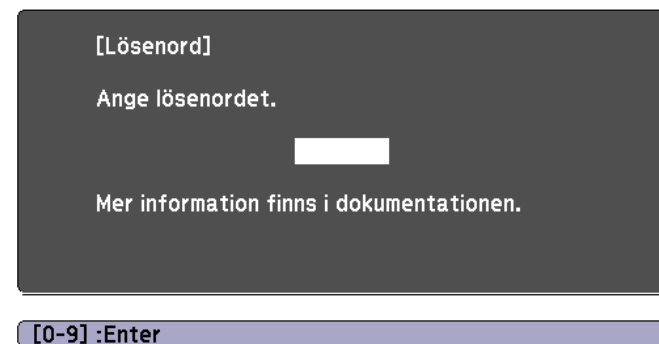 [Lösenord]
Ange lösenordet.
Mer information finns i dokumentationen.
[0-9] :Enter